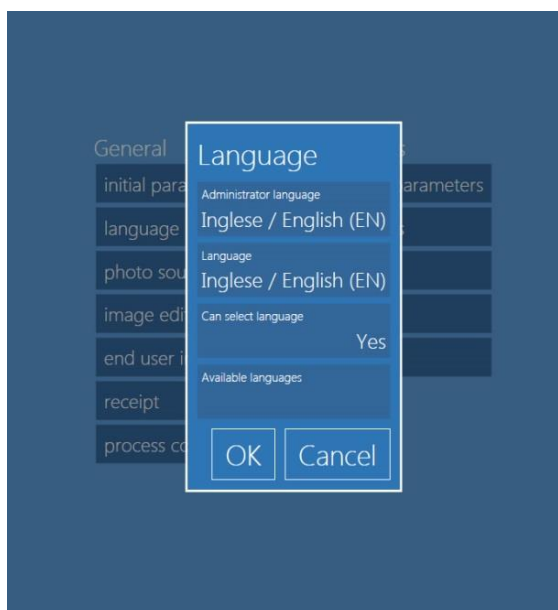 General
initial para
language
photo sou
image edi
end user i
receipt
process co
Language
Administrator language
Inglese / English (EN)
Language
Inglese / English (EN)
Can select language
Yes
Available languages
OK
Cancel
arameters